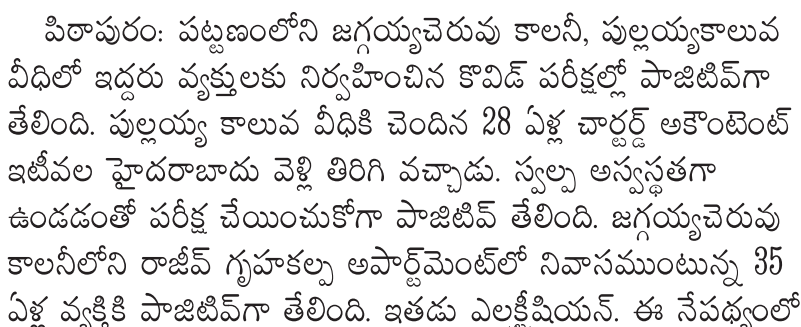 పిఠాపురం: పట్టణంలోని జగ్గయ్యచెరువు కాలనీ, పుల్లయ్యకాలువ
వీధిలో ఇద్దరు వ్యక్తులకు నిర్వహించిన కొవిడ్ పరీక్షల్లో పాజిటివ్‌గా
తేలింది. పుల్లయ్య కాలువ వీధికి చెందిన 28 ఏళ్ల చార్టర్డ్ అకౌంటెంట్
ఇటీవల హైదరాబాదు వెళ్లి తిరిగి వచ్చాడు. స్వల్ప అస్వస్థతగా
ఉండడంతో పరీక్ష చేయించుకోగా పాజిటివ్ తేలింది. జగ్గయ్యచెరువు
కాలనీలోని రాజీవ్ గృహకల్ప అపార్ట్‌మెంట్‌లో నివాసముంటున్న 35
ఏళ్ల వ్యక్తికి పాజిటివ్‌గా తేలింది. ఇతడు ఎలక్ట్రీషియన్. ఈ నేపథ్యంలో